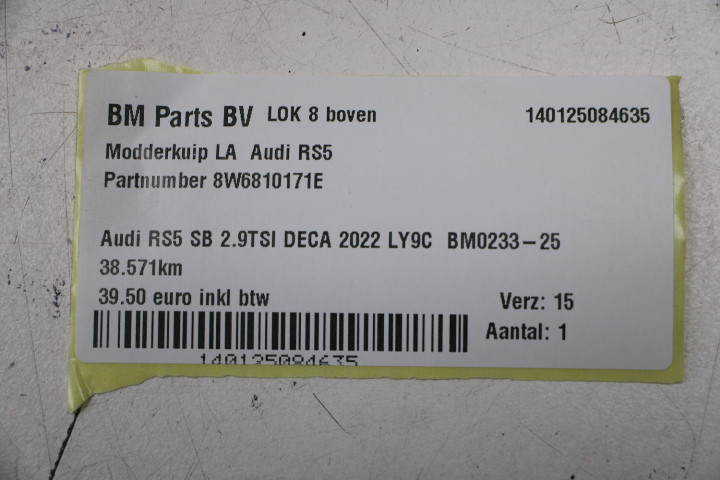 BM Parts BV LOK 8 boven 140125084635
Modderkuip LA Audi RS5
Partnumber 8W6810171E
Audi RS5 SB 2.9TSI DECA 2022 LY9C BM0233-25
38.571km
39.50 euro inkl btw Verz: 15
Aantal: 1
140125084635